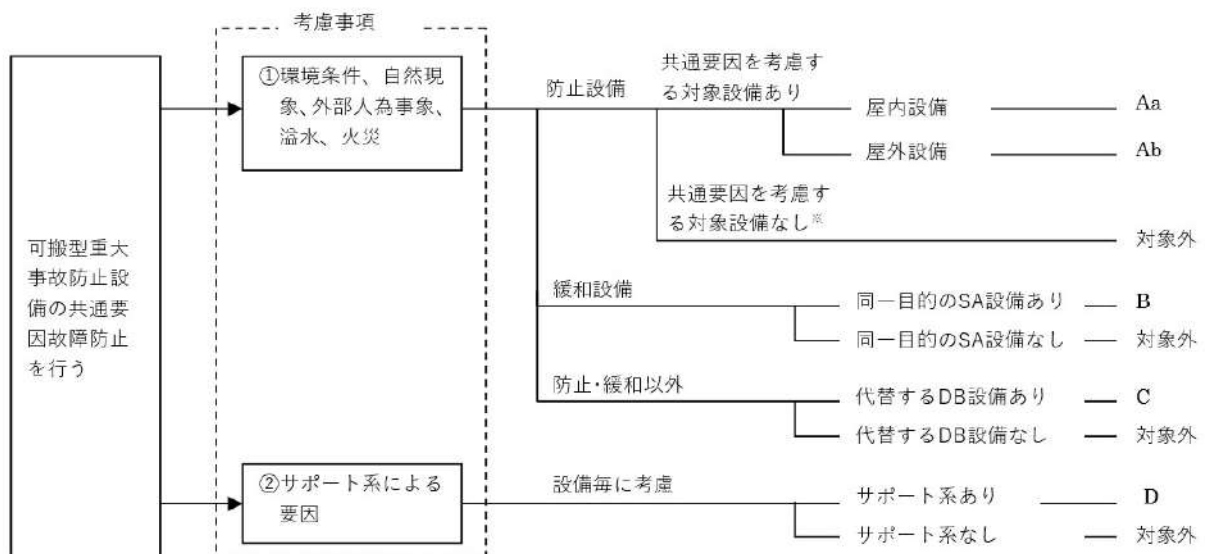 考慮事項
可搬型重大
事故防止設
備の共通要
因故障防止
を行う
①環境条件、自然現
象、外部人為事象、
溢水、火災
防止設備
共通要因を考慮す
る対象設備あり
屋内設備
Aa
屋外設備
Ab
共通要因を考慮す
る対象設備なし※
対象外
緩和設備
同一目的のSA設備あり
B
同一目的のSA設備なし
対象外
防止・緩和以外
代替するDB設備あり
C
代替するDB設備なし
対象外
②サポート系による
要因
設備毎に考慮
サポート系あり
D
サポート系なし
対象外